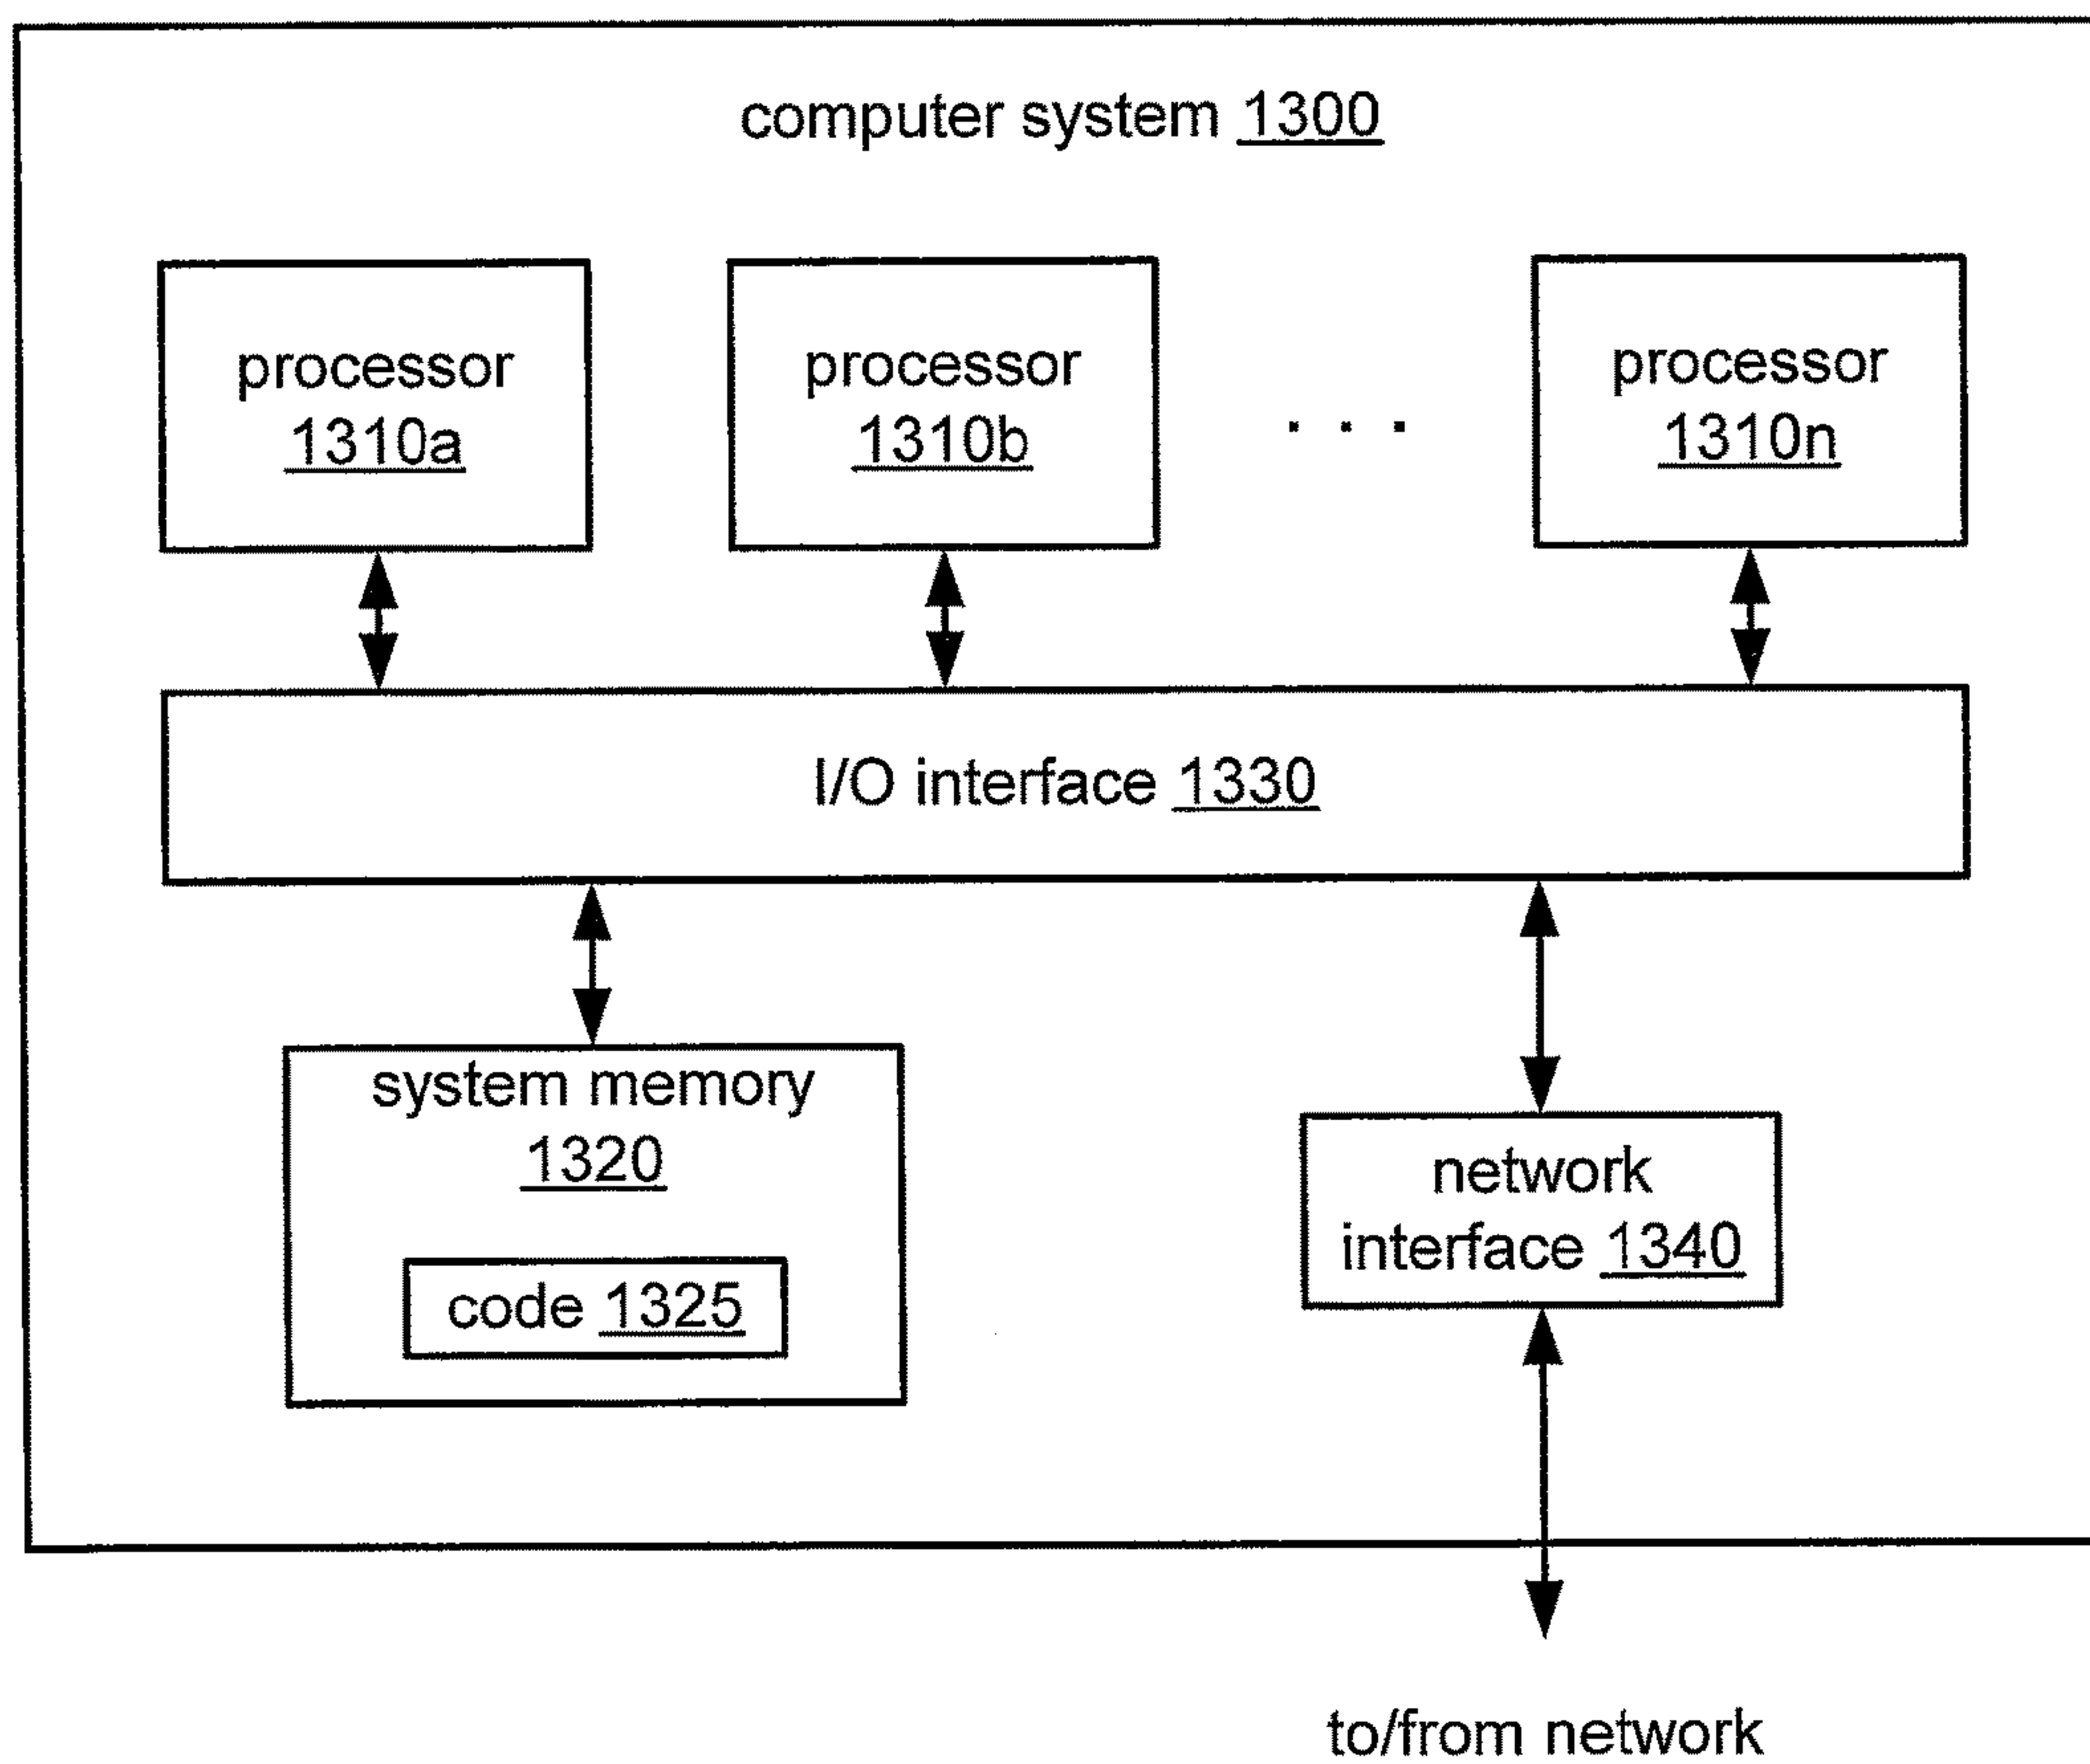 computer system 1300
processor
1310a
processor
1310b
. . .
processor
1310n
I/O interface 1330
system memory
1320
code 1325
network
interface 1340
to/from network